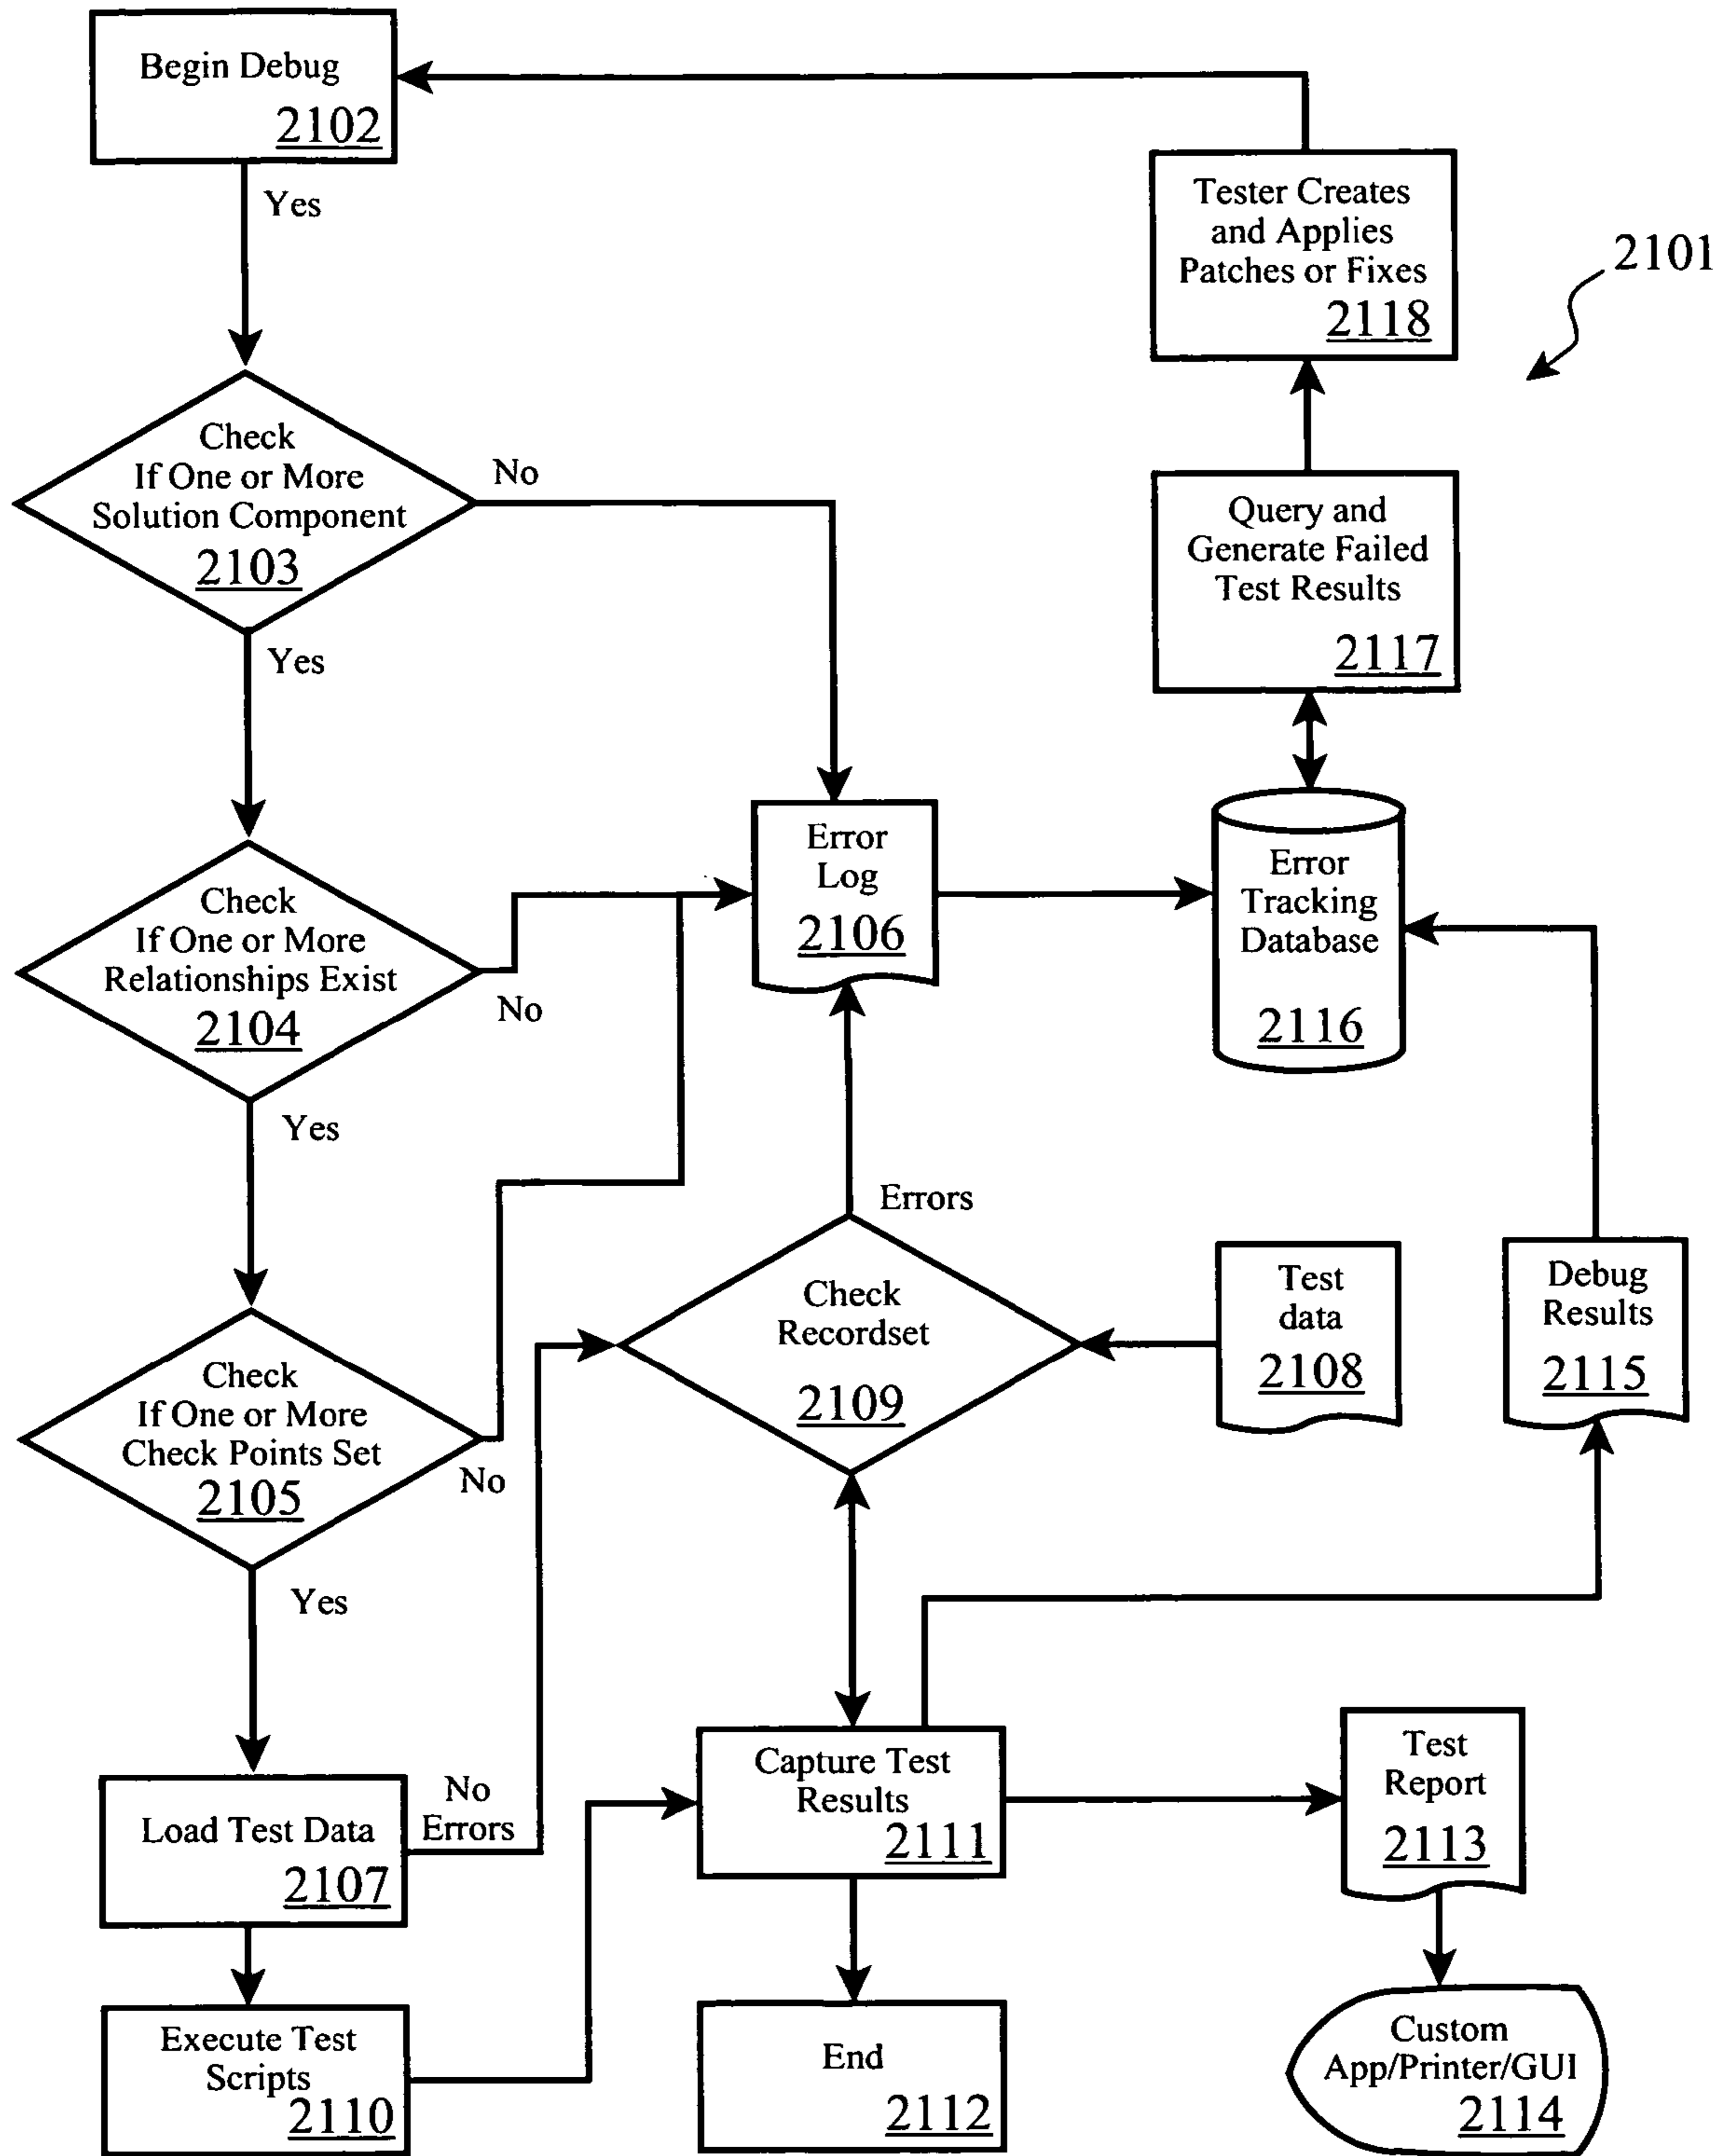 Begin Debug
2102
Yes
Tester Creates
and Applies
Patches or Fixes
2118
2101
Check
If One or More
Solution Component
2103
No
Yes
Query and
Generate Failed
Test Results
2117
Check
If One or More
Relationships Exist
2104
No
Yes
Error
Log
2106
Error
Tracking
Database
2116
Errors
Check
Recordset
2109
Test
data
2108
Debug
Results
2115
Check
If One or More
Check Points Set
2105
No
Yes
Load Test Data
2107
No
Errors
Capture Test
Results
2111
Test
Report
2113
Execute Test
Scripts
2110
End
2112
Custom
App/Printer/GUI
2114